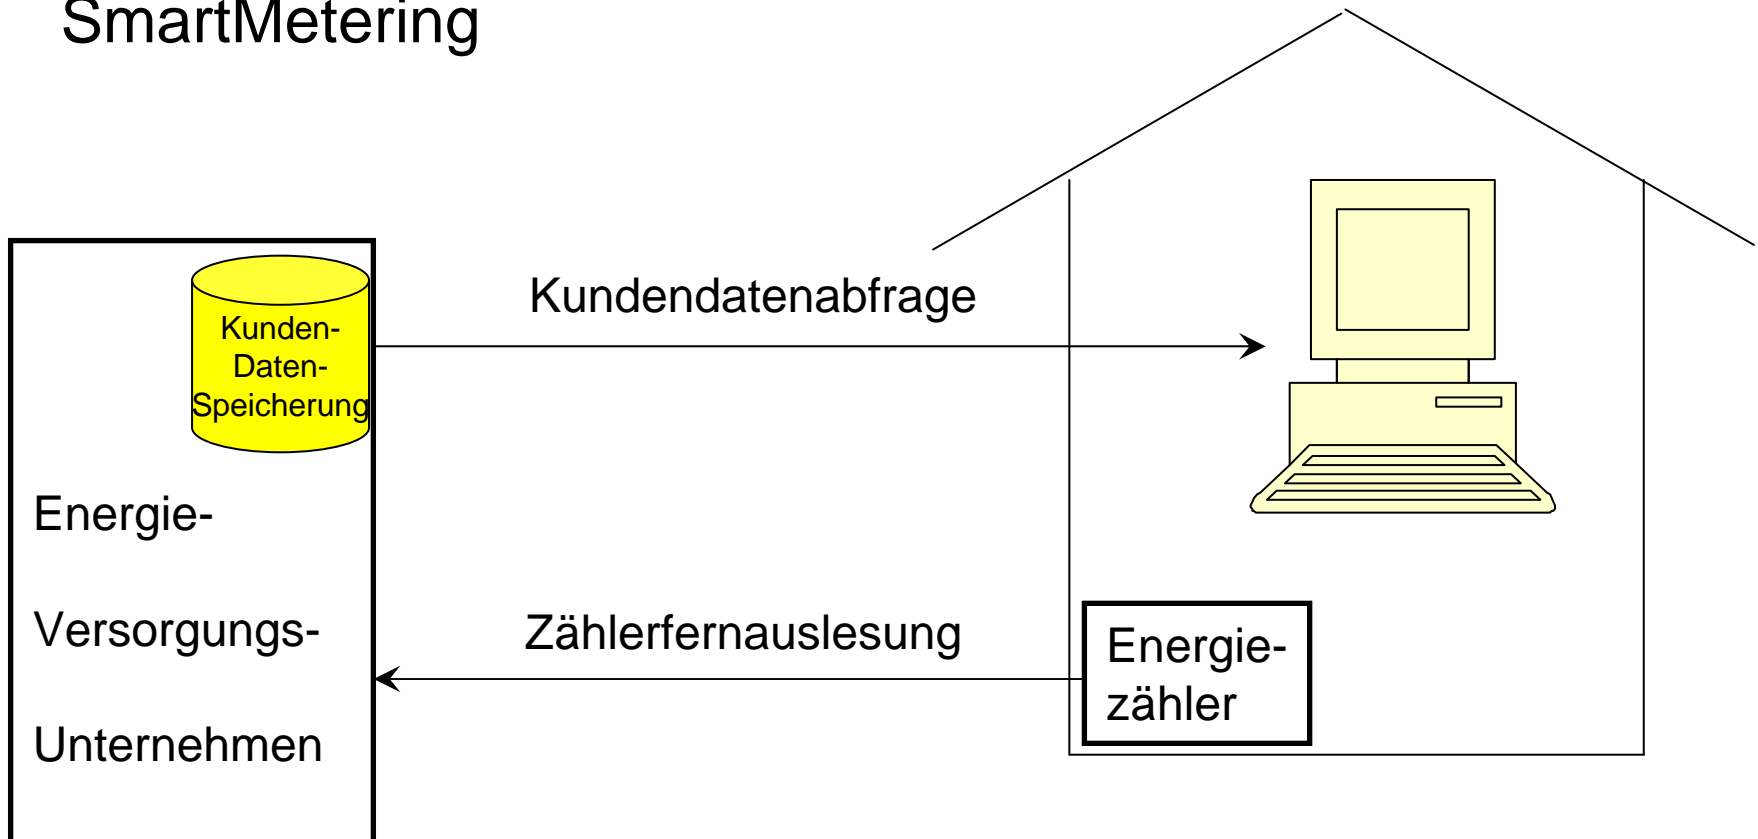 SmartMetering
Kundendatenabfrage
Kunden-
Daten-
Speicherung
Energie-
Versorgungs-
Unternehmen
Zählerfernauslesung
Energie-
zähler